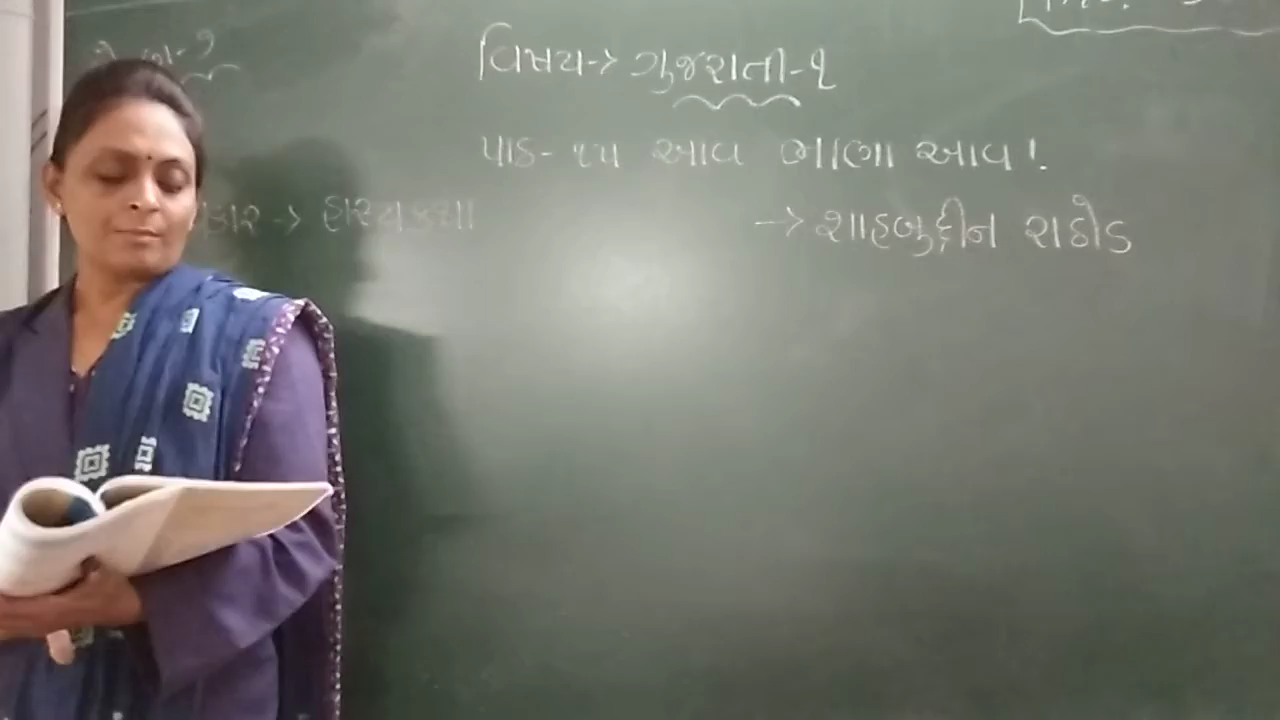 વિષય-> ગુજરાતી-૧
પાઠ- ૧૫ આવ ભાણા આવ!
-> હાસ્યકથા
-> શાહબુદ્દીન રાઠોડ